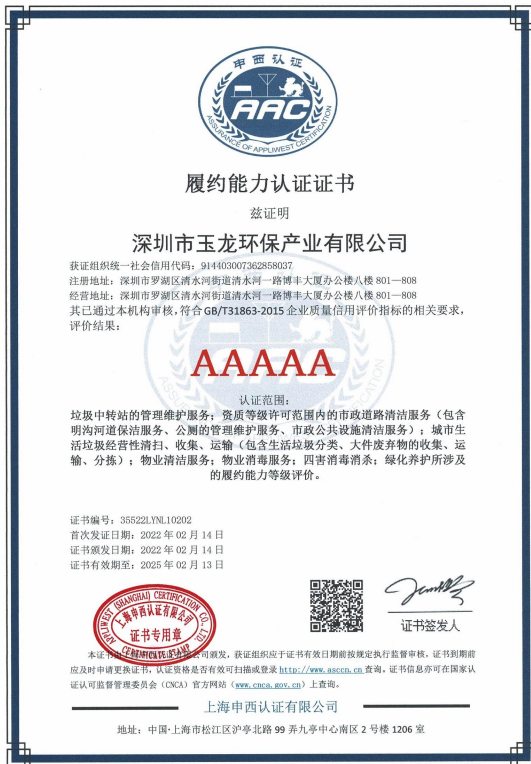 申西认证
AAC
ASSURANCE OF APPLIWEST CERTIFICATION
履约能力认证证书
兹证明
深圳市玉龙环保产业有限公司
获证组织统一社会信用代码：914403007362858037
注册地址：深圳市罗湖区清水河街道清水河一路博丰大厦办公楼八楼 801—808
经营地址：深圳市罗湖区清水河街道清水河一路博丰大厦办公楼八楼 801—808
其已通过本机构审核，符合 GB/T31863-2015 企业质量信用评价指标的相关要求，
评价结果：
AAAAA
认证范围：
垃圾中转站的管理维护服务；资质等级许可范围内的市政道路清洁服务（包含
明沟河道保洁服务、公厕的管理维护服务、市政公共设施清洁服务）；城市生
活垃圾经营性清扫、收集、运输（包含生活垃圾分类、大件废弃物的收集、运
输、分拣）；物业清洁服务；物业消毒服务；四害消毒消杀；绿化养护所涉及
的履约能力等级评价。
证书编号：35522LYNL10202
首次发证日期：2022 年 02 月 14 日
证书颁发日期：2022 年 02 月 14 日
证书有效期至：2025 年 02 月 13 日
APPLIWEST (SHANGHAI) CERTIFICATION CO., LTD.
上海申西认证有限公司
证书专用章
CERTIFICATE STAMP
证书签发人
本证书由上海申西认证有限公司颁发，获证组织应于证书有效日期前按规定执行监督审核，证书到期前
应及时申请更换证书，认证资格是否有效可扫描或登录 http://www.asccn.cn 查询。证书信息亦可在国家认
证认可监督管理委员会（CNCA）官方网站（www.cnca.gov.cn）上查询。
上海申西认证有限公司
地址：中国·上海市松江区沪亭北路 99 弄九亭中心南区 2 号楼 1206 室